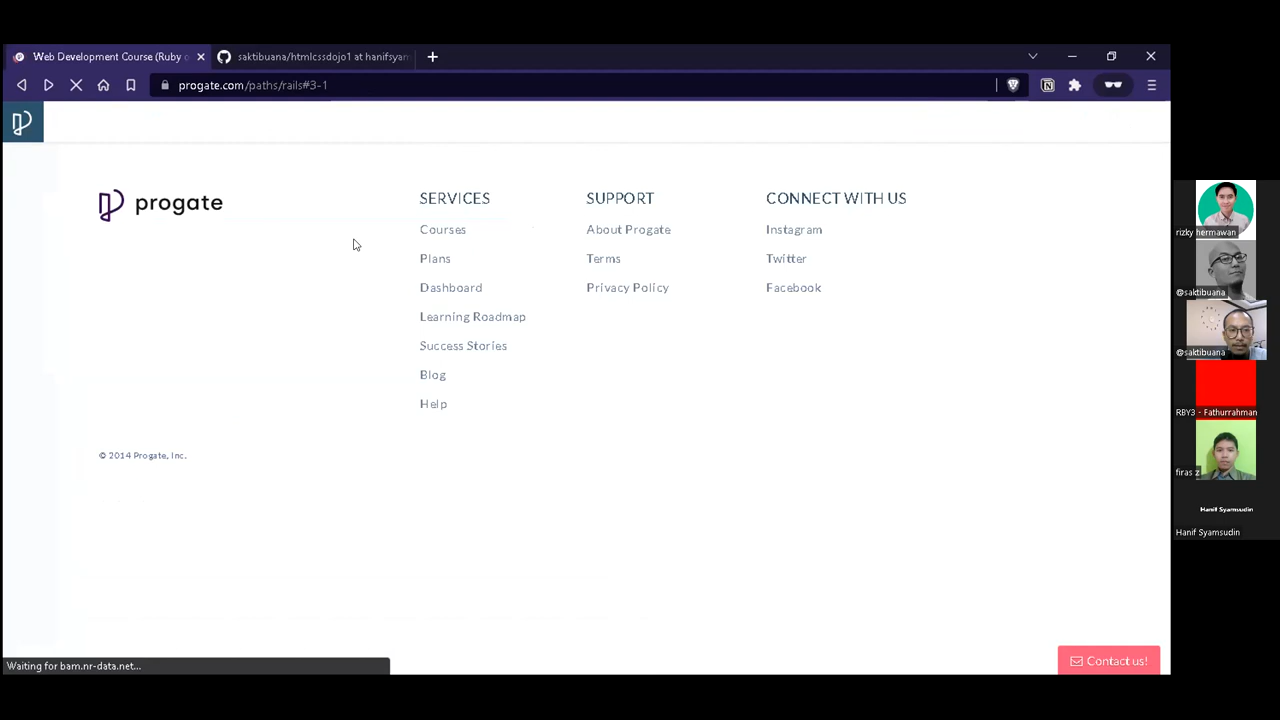 Web Development Course (Ruby o
saktibuana/htmlcssdojo1 at hanifsyam
progate.com/paths/rails#3-1
progate
SERVICES
Courses
Plans
Dashboard
Learning Roadmap
Success Stories
Blog
Help
SUPPORT
About Progate
Terms
Privacy Policy
CONNECT WITH US
Instagram
Twitter
Facebook
© 2014 Progate, Inc.
Contact us!
Waiting for bam.nr-data.net...
rizky hermawan
@saktibuana
@saktibuana
RBY3 - Fathurrahman
firas z
Hanif Syamsudin
Hanif Syamsudin